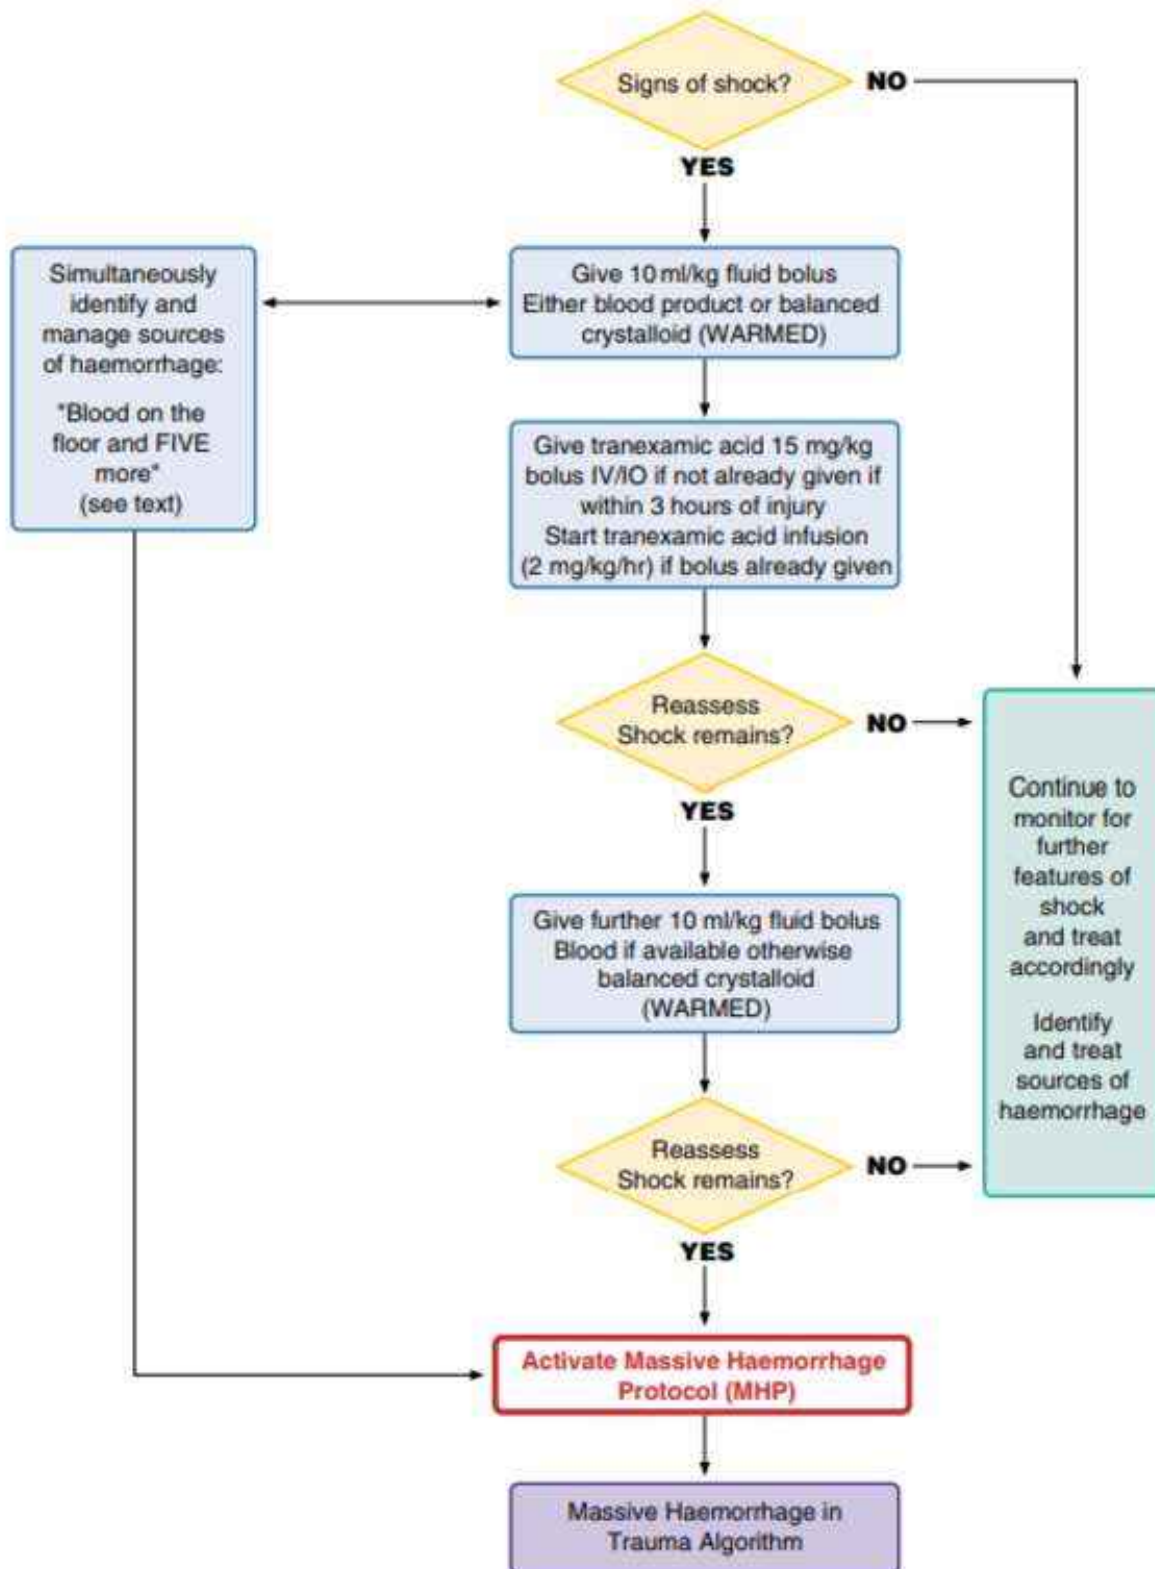 Signs of shock?
NO
YES
Simultaneously
identify and
manage sources
of haemorrhage:
"Blood on the
floor and FIVE
more"
(see text)
Give 10 ml/kg fluid bolus
Either blood product or balanced
crystalloid (WARMED)
Give tranexamic acid 15 mg/kg
bolus IV/IO if not already given if
within 3 hours of injury
Start tranexamic acid infusion
(2 mg/kg/hr) if bolus already given
Reassess
Shock remains?
NO
YES
Continue to
monitor for
further
features of
shock
and treat
accordingly
Identify
and treat
sources of
haemorrhage
Give further 10 ml/kg fluid bolus
Blood if available otherwise
balanced crystalloid
(WARMED)
Reassess
Shock remains?
NO
YES
Activate Massive Haemorrhage
Protocol (MHP)
Massive Haemorrhage in
Trauma Algorithm